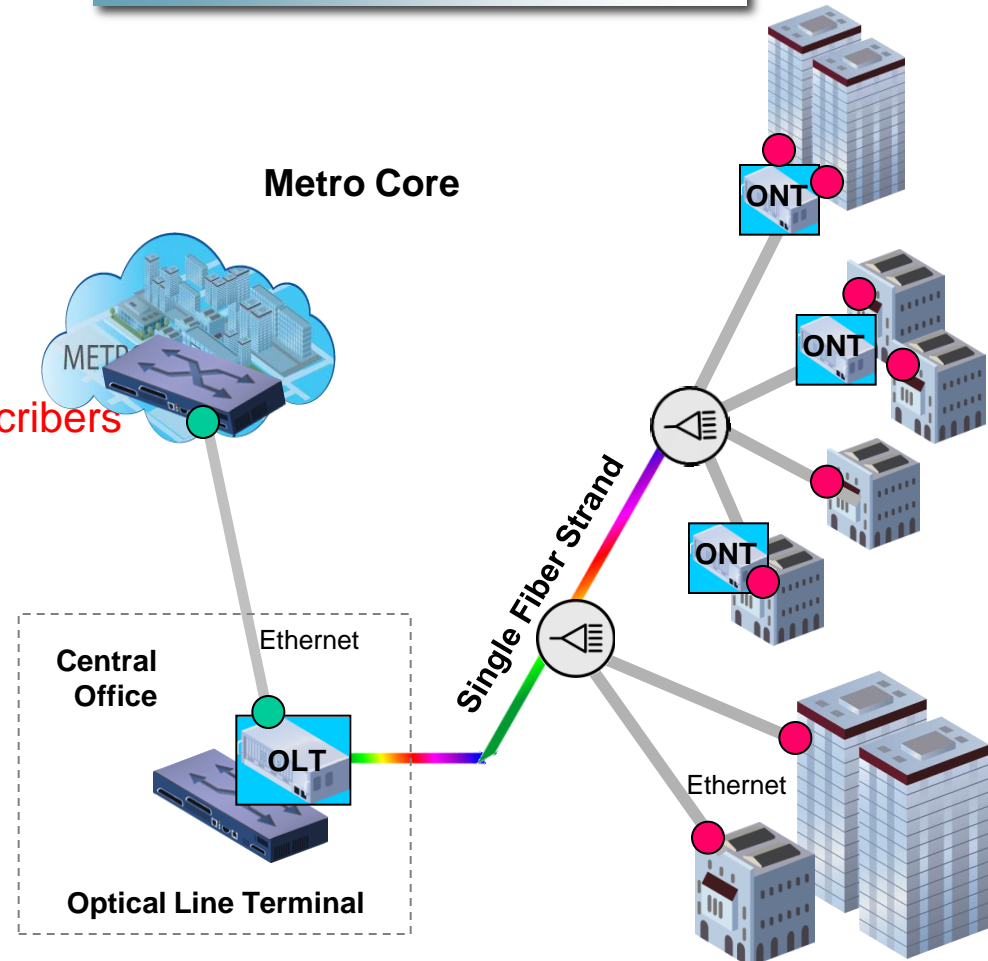 Metro Core
ONT
ONT
METR
cribers
Single Fiber Strand
ONT
Ethernet
Central
Office
OLT
Ethernet
Optical Line Terminal